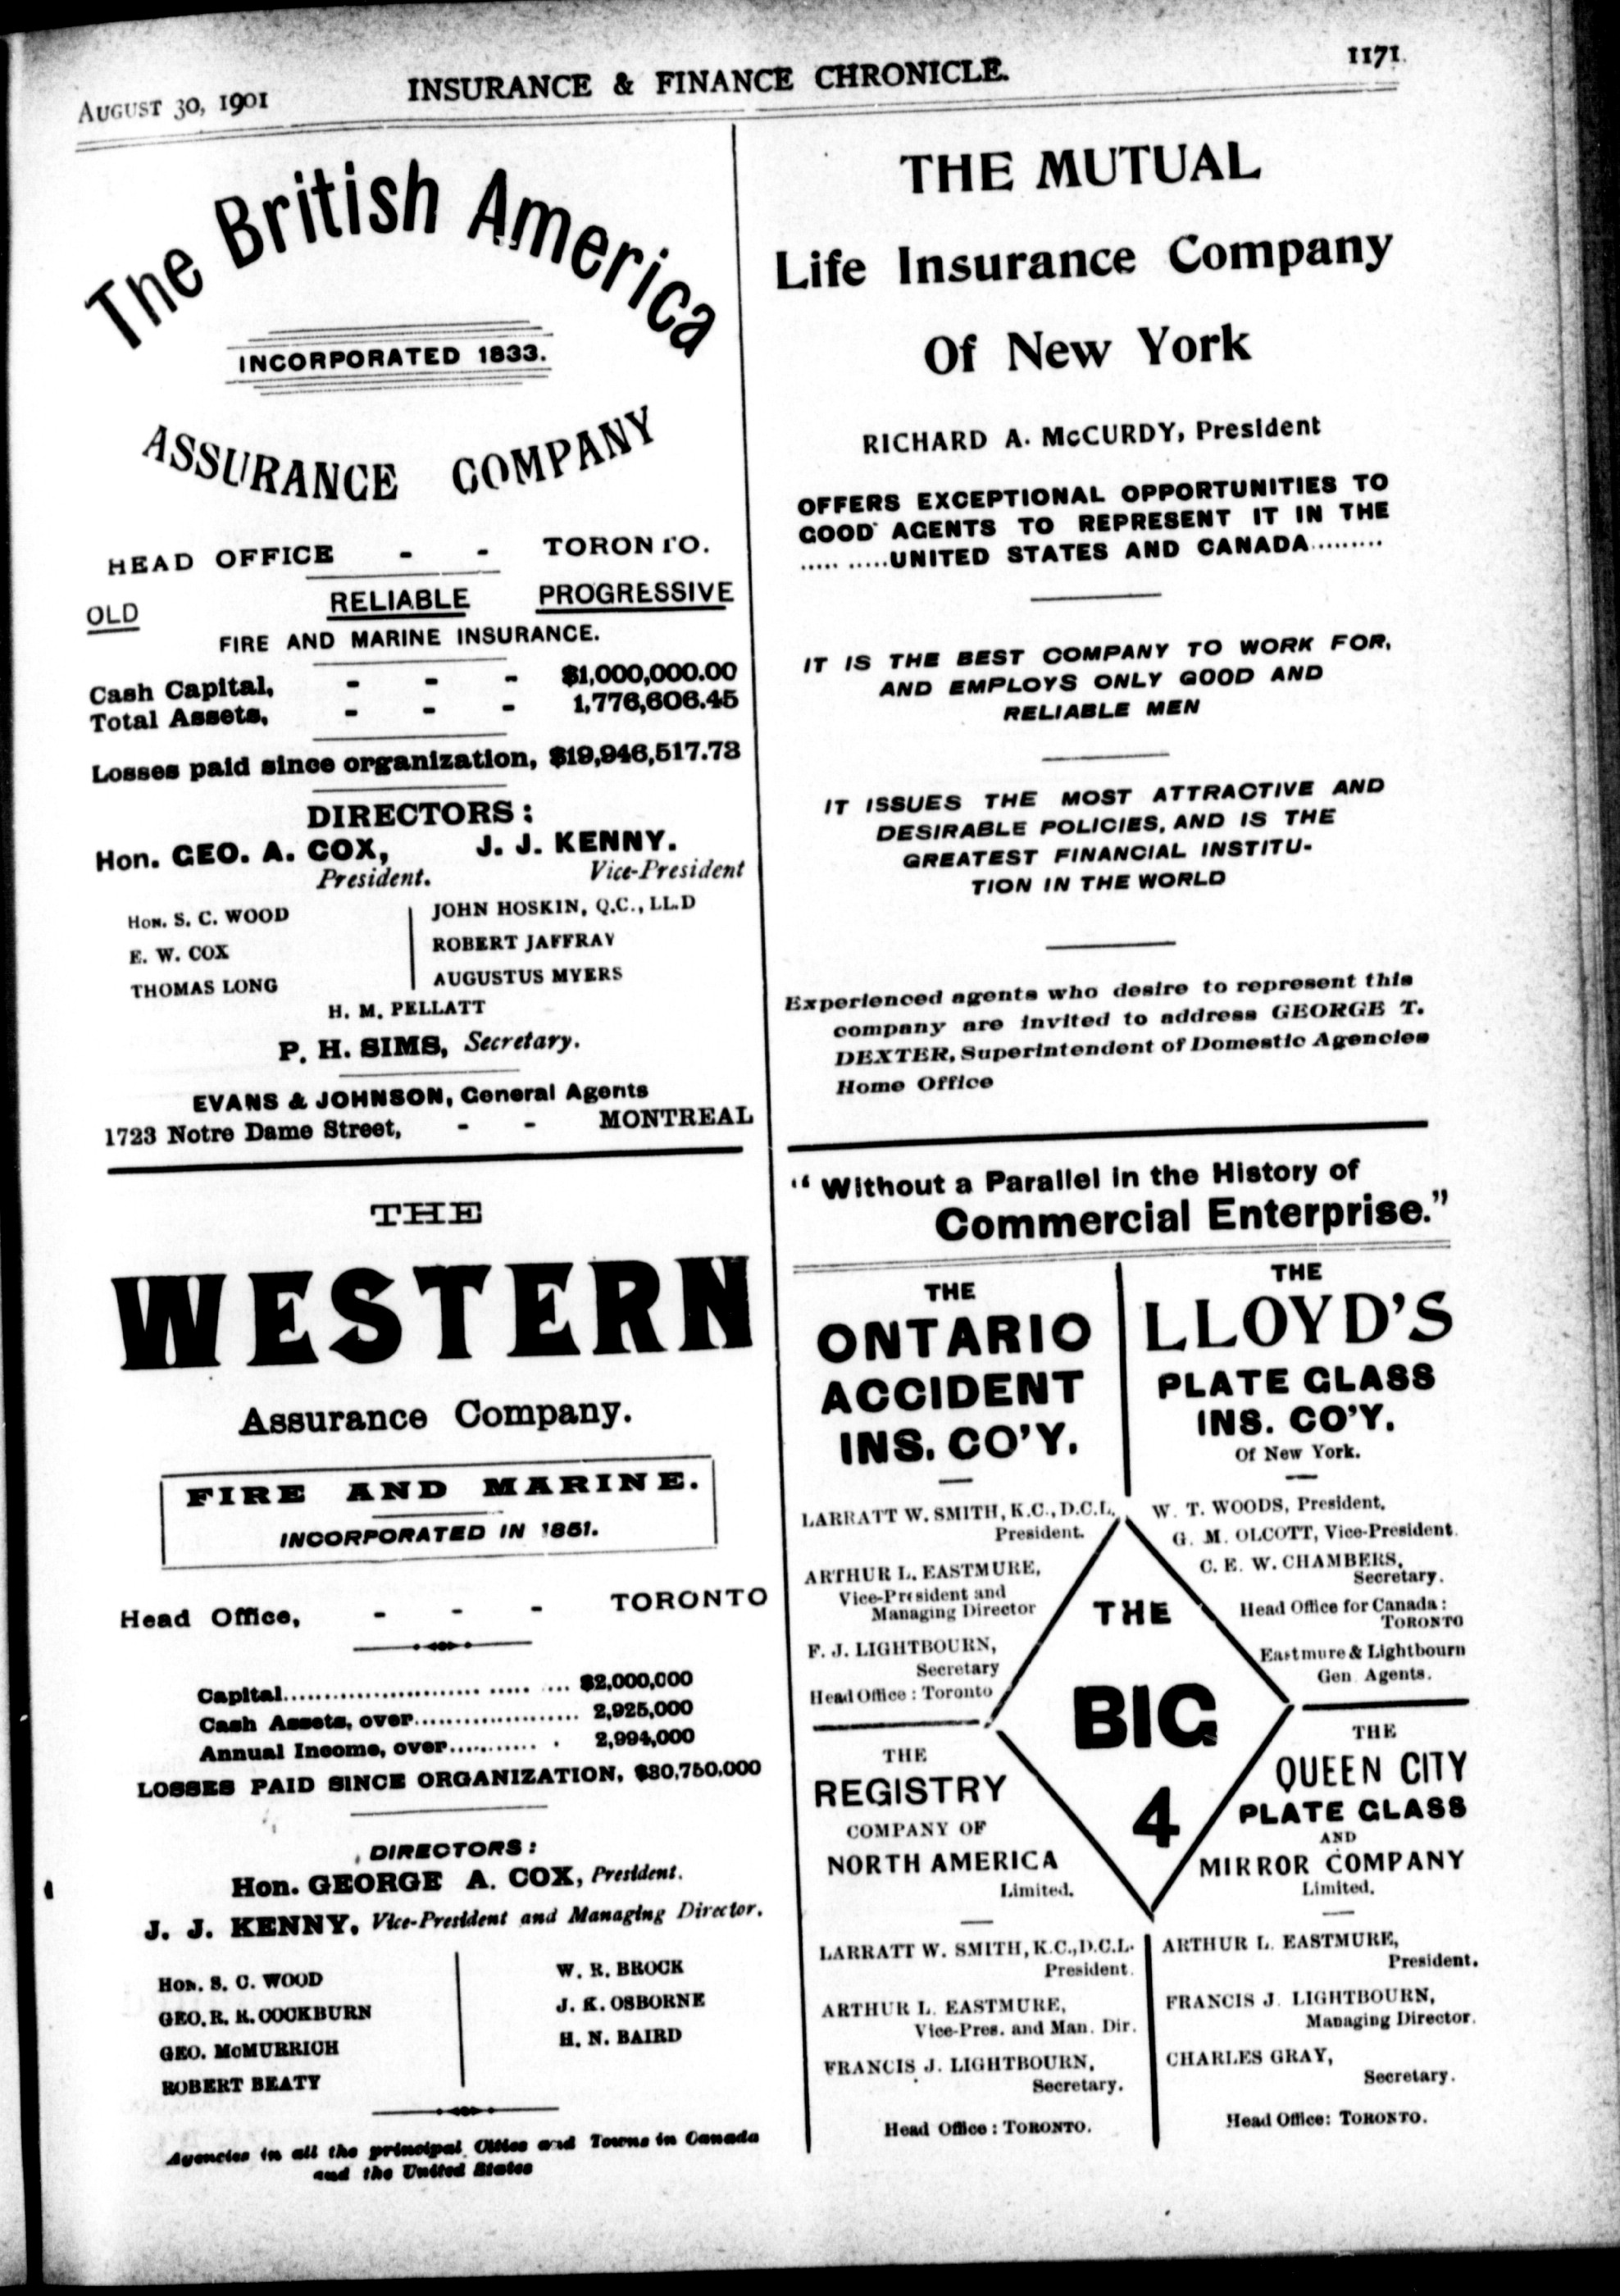 AUGUST 30, 1901
INSURANCE & FINANCE CHRONICLE.
1171
The British America
INCORPORATED 1833.
ASSURANCE COMPANY
HEAD OFFICE - - TORONTO.
OLD RELIABLE PROGRESSIVE
FIRE AND MARINE INSURANCE.
Cash Capital, - - - $1,000,000.00
Total Assets, - - - 1,776,606.45
Losses paid since organization, $19,946,517.73
DIRECTORS:
Hon. GEO. A. COX, J. J. KENNY.
President. Vice-President
HON. S. C. WOOD
E. W. COX
THOMAS LONG
JOHN HOSKIN, Q.C., LL.D
ROBERT JAFFRAY
AUGUSTUS MYERS
H. M. PELLATT
P. H. SIMS, Secretary.
EVANS & JOHNSON, General Agents
1723 Notre Dame Street, - - MONTREAL
THE
WESTERN
Assurance Company.
FIRE AND MARINE.
INCORPORATED IN 1851.
Head Office, - - - TORONTO
Capital........................ ..... ... $2,000,000
Cash Assets, over.................... 2,925,000
Annual Income, over........... . 2,994,000
LOSSES PAID SINCE ORGANIZATION, $30,750,000
DIRECTORS:
Hon. GEORGE A. COX, President.
J. J. KENNY, Vice-President and Managing Director.
HON. S. C. WOOD
GEO. R. R. COCKBURN
GEO. McMURRICH
ROBERT BEATY
W. R. BROCK
J. K. OSBORNE
H. N. BAIRD
Agencies in all the principal Cities and Towns in Canada
and the United States
THE MUTUAL
Life Insurance Company
Of New York
RICHARD A. McCURDY, President
OFFERS EXCEPTIONAL OPPORTUNITIES TO
GOOD AGENTS TO REPRESENT IT IN THE
..... .....UNITED STATES AND CANADA.........
IT IS THE BEST COMPANY TO WORK FOR,
AND EMPLOYS ONLY GOOD AND
RELIABLE MEN
IT ISSUES THE MOST ATTRACTIVE AND
DESIRABLE POLICIES, AND IS THE
GREATEST FINANCIAL INSTITU-
TION IN THE WORLD
Experienced agents who desire to represent this
company are invited to address GEORGE T.
DEXTER, Superintendent of Domestic Agencies
Home Office
"Without a Parallel in the History of
Commercial Enterprise."
THE
ONTARIO
ACCIDENT
INS. CO'Y.
LARRATT W. SMITH, K.C., D.C.L.
President.
ARTHUR L. EASTMURE,
Vice-President and
Managing Director
F. J. LIGHTBOURN,
Secretary
Head Office: Toronto
THE
LLOYD'S
PLATE GLASS
INS. CO'Y.
Of New York.
W. T. WOODS, President,
G. M. OLCOTT, Vice-President.
C. E. W. CHAMBERS,
Secretary.
Head Office for Canada:
TORONTO
Eastmure & Lightbourn
Gen Agents.
THE
BIG
4
THE
REGISTRY
COMPANY OF
NORTH AMERICA
Limited.
LARRATT W. SMITH, K.C., D.C.L.
President.
ARTHUR L. EASTMURE,
Vice-Pres. and Man. Dir.
FRANCIS J. LIGHTBOURN,
Secretary.
Head Office: TORONTO.
THE
QUEEN CITY
PLATE GLASS
AND
MIRROR COMPANY
Limited.
ARTHUR L. EASTMURE,
President.
FRANCIS J. LIGHTBOURN,
Managing Director.
CHARLES GRAY,
Secretary.
Head Office: TORONTO.